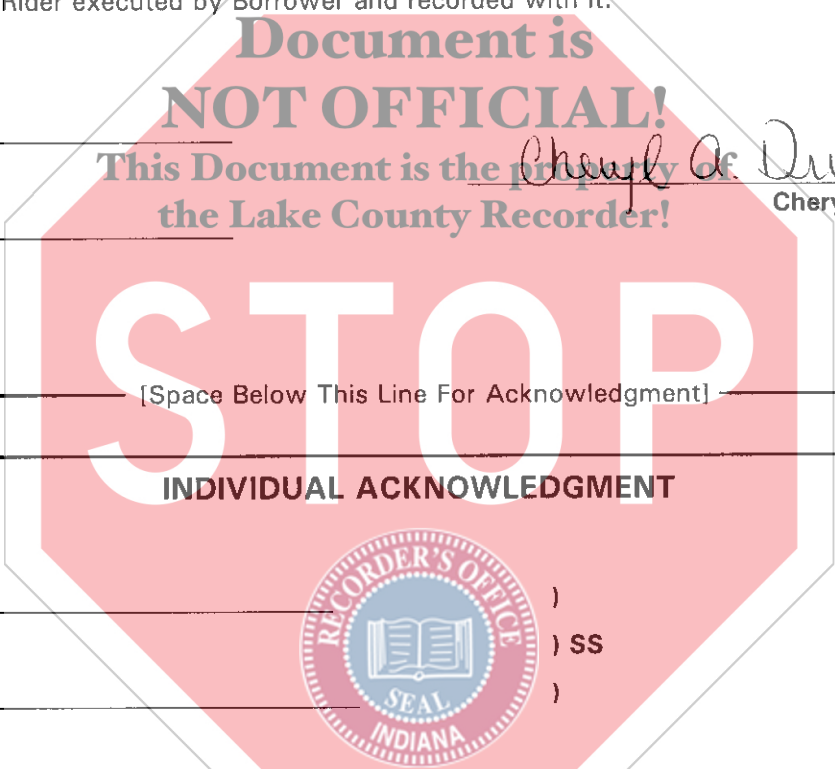 Rider executed by Borrower and recorded with it.
Document is
NOT OFFICIAL!
This Document is the property of
the Lake County Recorder!
Cheryl A.
Chery
STOP
[Space Below This Line For Acknowledgment]
INDIVIDUAL ACKNOWLEDGMENT
RECORDER'S OFFICE
)
) SS
)
SEAL
INDIANA